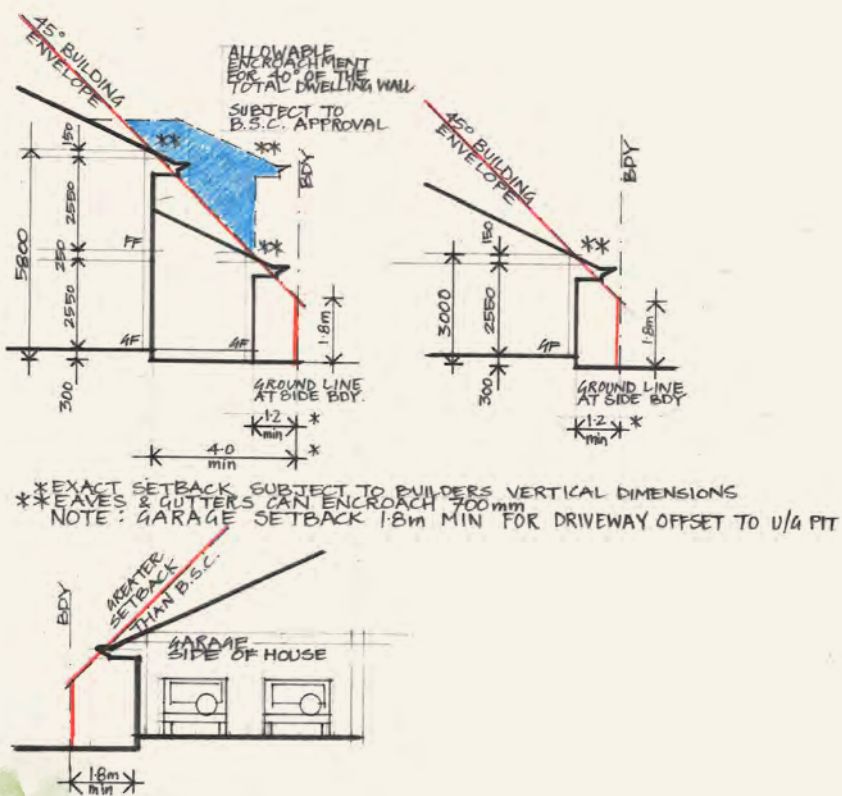 45° BUILDING
ENVELOPE
ALLOWABLE
ENCROACHMENT
FOR 40° OF THE
TOTAL DWELLING WALL
SUBJECT TO
B.S.C. APPROVAL
**
**
**
BDY
150
2550
250
2550
300
5800
FF
GF
GF
1.8m
GROUND LINE
AT SIDE BDY.
1.2
min
*
4.0
min
*
45° BUILDING
ENVELOPE
BDY
**
150
3000
2550
300
GF
1.8m
GROUND LINE
AT SIDE BDY
1.2
min
*
* EXACT SETBACK SUBJECT TO BUILDERS VERTICAL DIMENSIONS
** EAVES & GUTTERS CAN ENCROACH 700mm
NOTE: GARAGE SETBACK 1.8m MIN FOR DRIVEWAY OFFSET TO U/G PIT
BDY
GREATER
SETBACK
THAN B.S.C.
GARAGE
SIDE OF HOUSE
1.8m
min